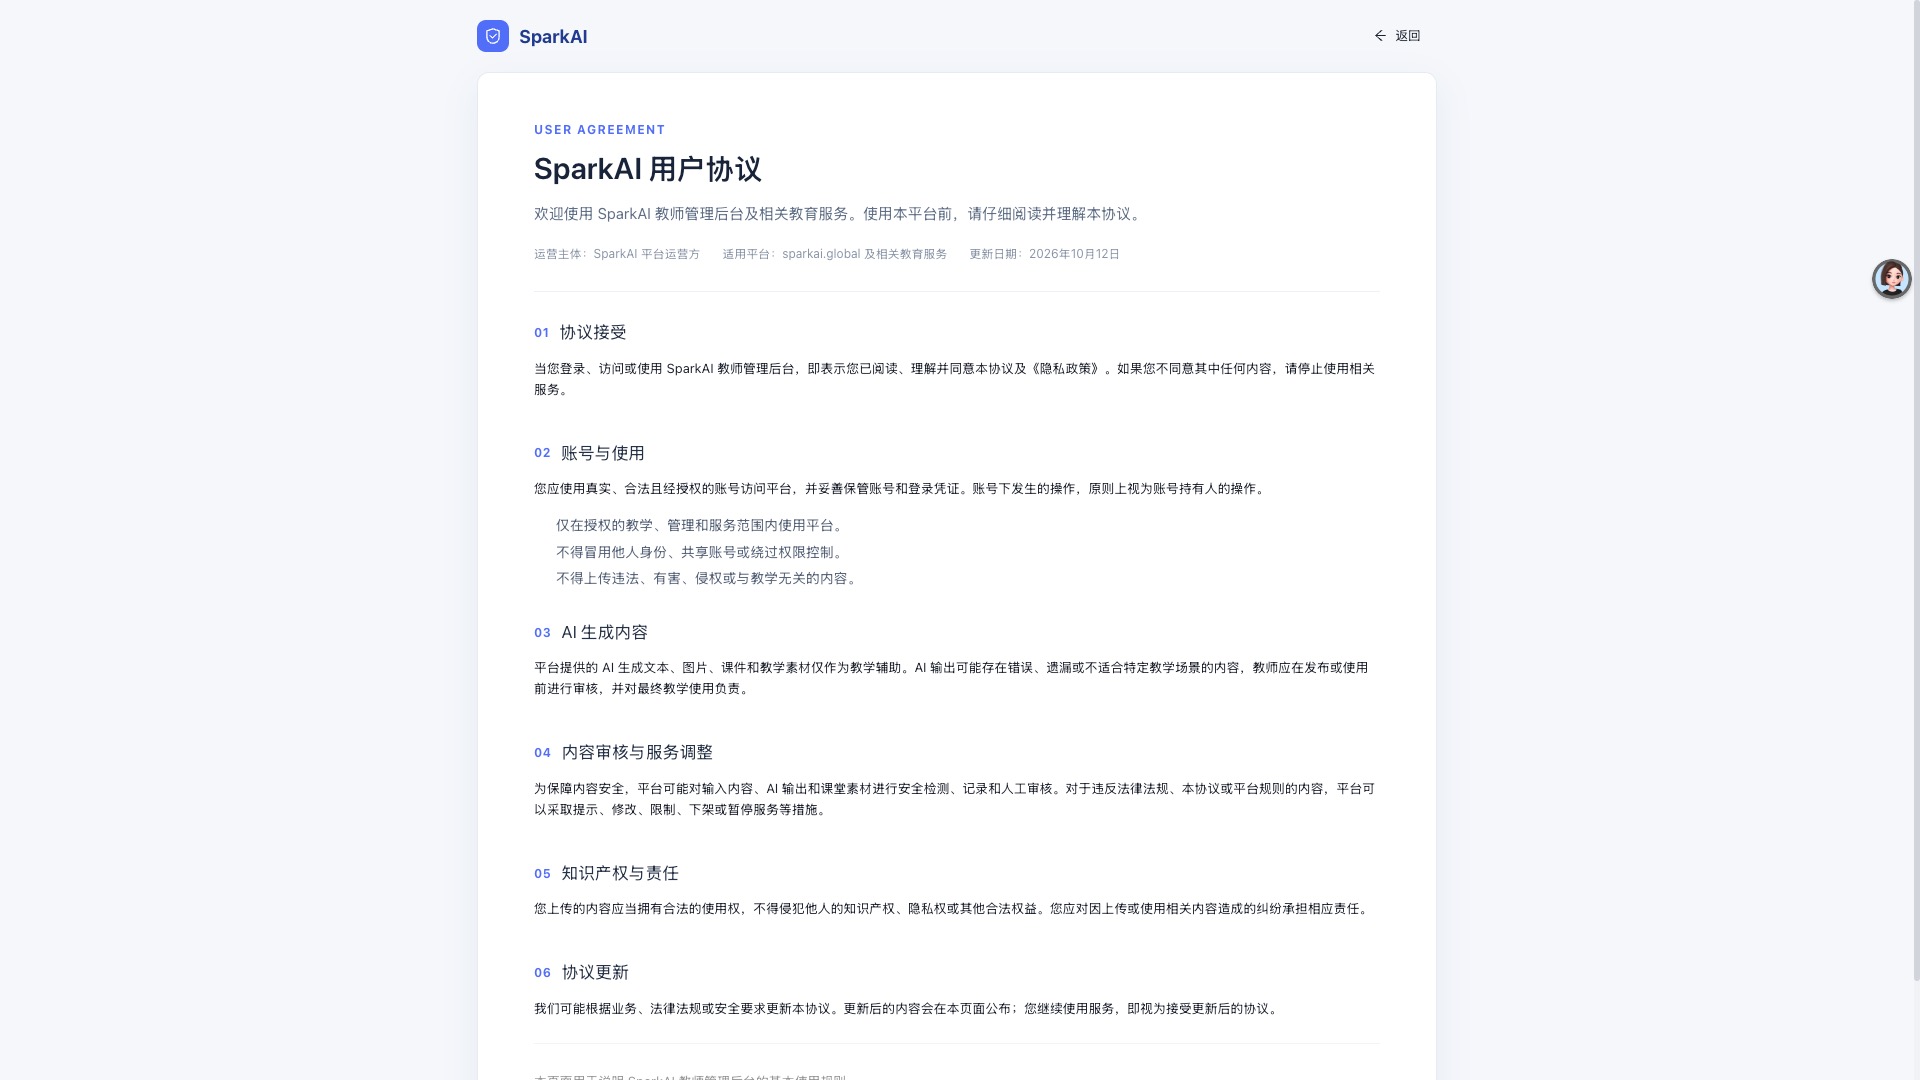 SparkAI
返回
USER AGREEMENT
SparkAI 用户协议
欢迎使用 SparkAI 教师管理后台及相关教育服务。使用本平台前，请仔细阅读并理解本协议。
运营主体：SparkAI 平台运营方 适用平台：sparkai.global 及相关教育服务 更新日期：2026年10月12日
01 协议接受
当您登录、访问或使用 SparkAI 教师管理后台，即表示您已阅读、理解并同意本协议及《隐私政策》。如果您不同意其中任何内容，请停止使用相关
服务。
02 账号与使用
您应使用真实、合法且经授权的账号访问平台，并妥善保管账号和登录凭证。账号下发生的操作，原则上视为账号持有人的操作。
仅在授权的教学、管理和服务范围内使用平台。
不得冒用他人身份、共享账号或绕过权限控制。
不得上传违法、有害、侵权或与教学无关的内容。
03 AI 生成内容
平台提供的 AI 生成文本、图片、课件和教学素材仅作为教学辅助。AI 输出可能存在错误、遗漏或不适合特定教学场景的内容，教师应在发布或使用
前进行审核，并对最终教学使用负责。
04 内容审核与服务调整
为保障内容安全，平台可能对输入内容、AI 输出和课堂素材进行安全检测、记录和人工审核。对于违反法律法规、本协议或平台规则的内容，平台可
以采取提示、修改、限制、下架或暂停服务等措施。
05 知识产权与责任
您上传的内容应当拥有合法的使用权，不得侵犯他人的知识产权、隐私权或其他合法权益。您应对因上传或使用相关内容造成的纠纷承担相应责任。
06 协议更新
我们可能根据业务、法律法规或安全要求更新本协议。更新后的内容会在本页面公布；您继续使用服务，即视为接受更新后的协议。
本页面用于说明 SparkAI 教师管理后台的基本使用规则